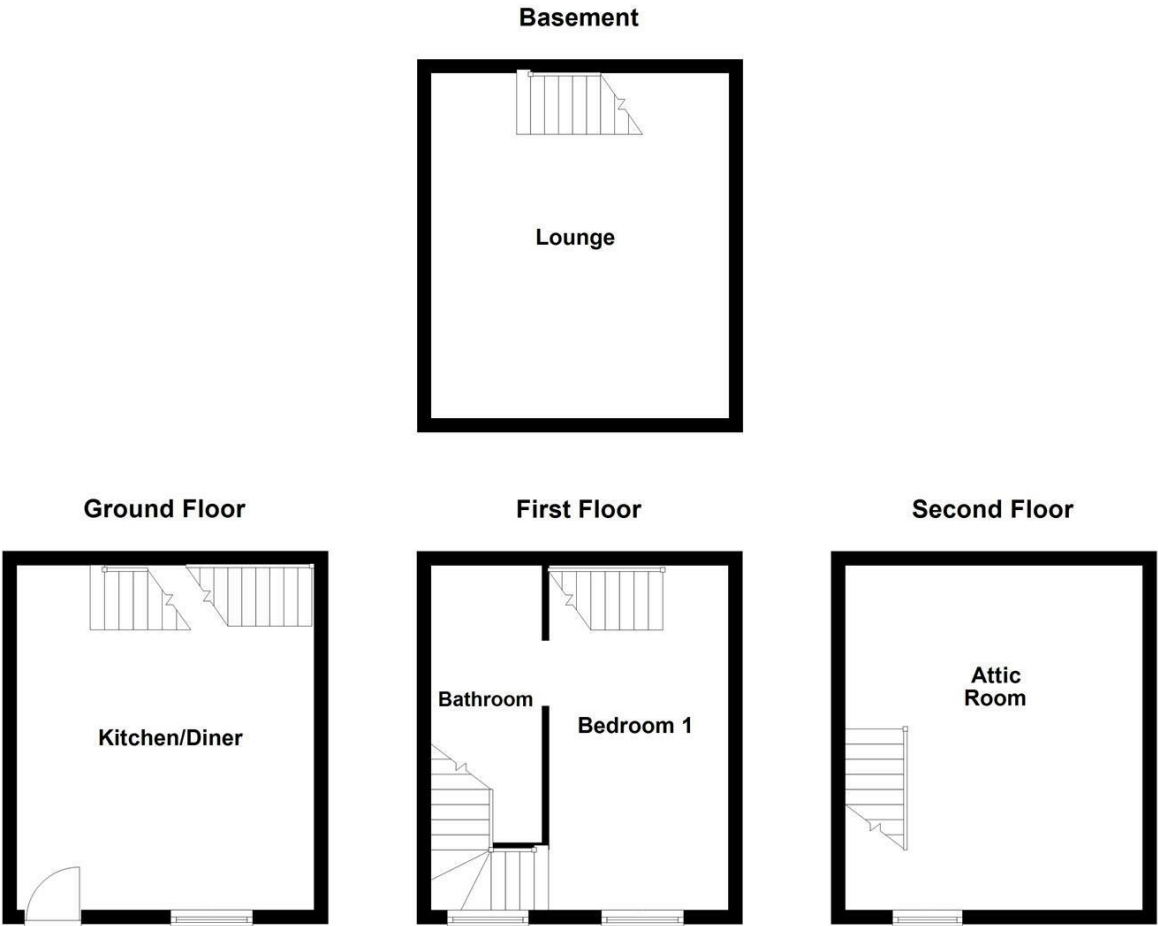 Basement
Lounge
Ground Floor
Kitchen/Diner
First Floor
Bathroom
Bedroom 1
Second Floor
Attic
Room